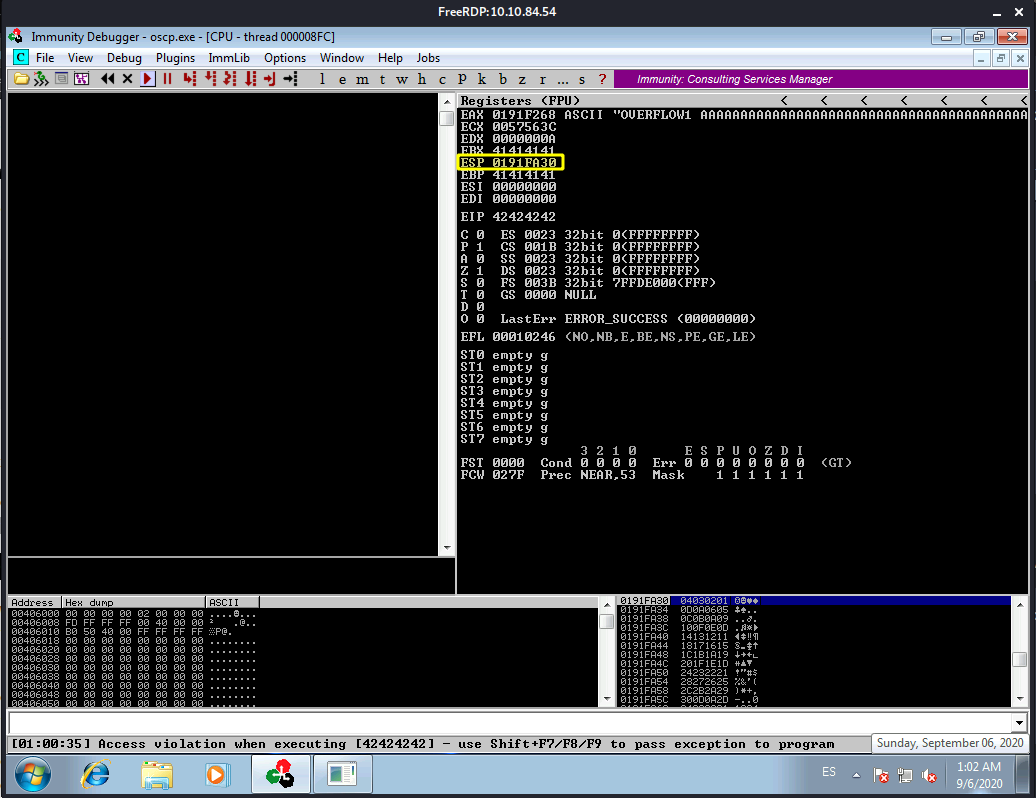 FreeRDP:10.10.84.54
Immunity Debugger - oscp.exe - [CPU - thread 000008FC]
C File View Debug Plugins ImmLib Options Window Help Jobs
l e m t w h c P k b z r ... s ? Immunity: Consulting Services Manager
Registers (FPU) < < < < < < <
EAX 0191F268 ASCII "OVERFLOW1 AAAAAAAAAAAAAAAAAAAAAAAAAAAAAAAAAAAAAAAAA
ECX 0057563C
EDX 0000000A
EBX 41414141
ESP 0191FA30
EBP 41414141
ESI 00000000
EDI 00000000
EIP 42424242
C 0 ES 0023 32bit 0(FFFFFFFF)
P 1 CS 001B 32bit 0(FFFFFFFF)
A 0 SS 0023 32bit 0(FFFFFFFF)
Z 1 DS 0023 32bit 0(FFFFFFFF)
S 0 FS 003B 32bit 7FFDE000(FFF)
T 0 GS 0000 NULL
D 0
O 0 LastErr ERROR_SUCCESS (00000000)
EFL 00010246 (NO,NB,E,BE,NS,PE,GE,LE)
ST0 empty g
ST1 empty g
ST2 empty g
ST3 empty g
ST4 empty g
ST5 empty g
ST6 empty g
ST7 empty g
3 2 1 0 E S P U O Z D I
FST 0000 Cond 0 0 0 0 Err 0 0 0 0 0 0 0 0 (GT)
FCW 027F Prec NEAR,53 Mask 1 1 1 1 1 1
Address Hex dump ASCII
00406000 00 00 00 00 02 00 00 00
00406008 FD FF FF FF 00 40 00 00
00406010 B0 50 40 00 FF FF FF FF
00406018 00 00 00 00 00 00 00 00 ........
00406020 00 00 00 00 00 00 00 00 ........
00406028 00 00 00 00 00 00 00 00 ........
00406030 00 00 00 00 00 00 00 00 ........
00406038 00 00 00 00 00 00 00 00 ........
00406040 00 00 00 00 00 00 00 00 ........
00406048 00 00 00 00 00 00 00 00 ........
00406050 00 00 00 00 00 00 00 00 ........
0191FA30 04030201
0191FA34 0D0A0605
0191FA38 0C0B0A09
0191FA3C 100F0E0D
0191FA40 14131211
0191FA44 18171615
0191FA48 1C1B1A19
0191FA4C 201F1E1D
0191FA50 24232221 !"#$
0191FA54 28272625 %&'(
0191FA58 2C2B2A29 )*+,
0191FA5C 300D0A2D -..0
[01:00:35] Access violation when executing [42424242] - use Shift+F7/F8/F9 to pass exception to program
Sunday, September 06, 2020
ES
1:02 AM
9/6/2020